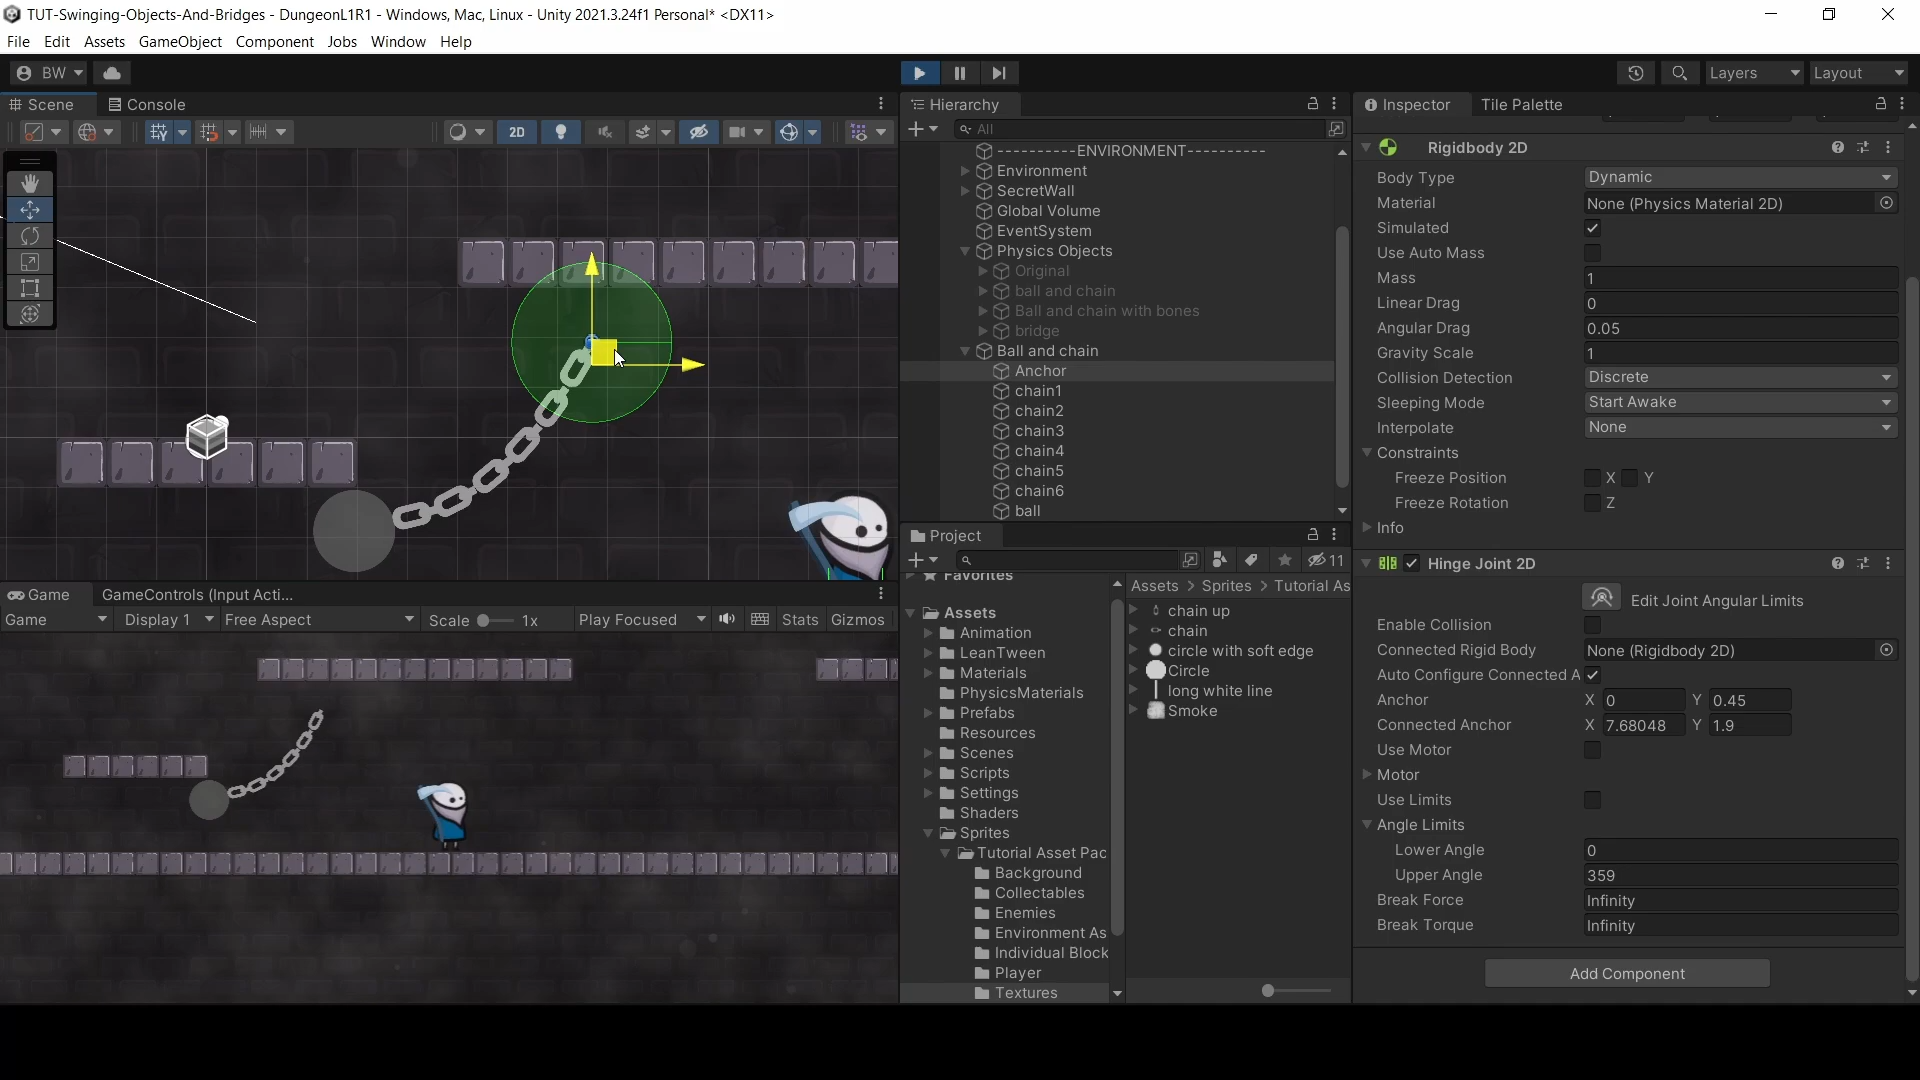 TUT-Swinging-Objects-And-Bridges - DungeonL1R1 - Windows, Mac, Linux - Unity 2021.3.24f1 Personal* <DX11>
File Edit Assets GameObject Component Jobs Window Help
BW Layers Layout
Scene Console
2D
Hierarchy
All
----------ENVIRONMENT----------
Environment
SecretWall
Global Volume
EventSystem
Physics Objects
Original
ball and chain
Ball and chain with bones
bridge
Ball and chain
Anchor
chain1
chain2
chain3
chain4
chain5
chain6
ball
Game GameControls (Input Acti...
Game Display 1 Free Aspect Scale 1x Play Focused Stats Gizmos
Project
11
Favorites
Assets
Animation
LeanTween
Materials
PhysicsMaterials
Prefabs
Resources
Scenes
Scripts
Settings
Shaders
Sprites
Tutorial Asset Pac
Background
Collectables
Enemies
Environment As
Individual Block
Player
Textures
Assets > Sprites > Tutorial As
chain up
chain
circle with soft edge
Circle
long white line
Smoke
Inspector Tile Palette
Rigidbody 2D
Body Type Dynamic
Material None (Physics Material 2D)
Simulated
Use Auto Mass
Mass 1
Linear Drag 0
Angular Drag 0.05
Gravity Scale 1
Collision Detection Discrete
Sleeping Mode Start Awake
Interpolate None
Constraints
Freeze Position X Y
Freeze Rotation Z
Info
Hinge Joint 2D
Edit Joint Angular Limits
Enable Collision
Connected Rigid Body None (Rigidbody 2D)
Auto Configure Connected A
Anchor X 0 Y 0.45
Connected Anchor X 7.68048 Y 1.9
Use Motor
Motor
Use Limits
Angle Limits
Lower Angle 0
Upper Angle 359
Break Force Infinity
Break Torque Infinity
Add Component